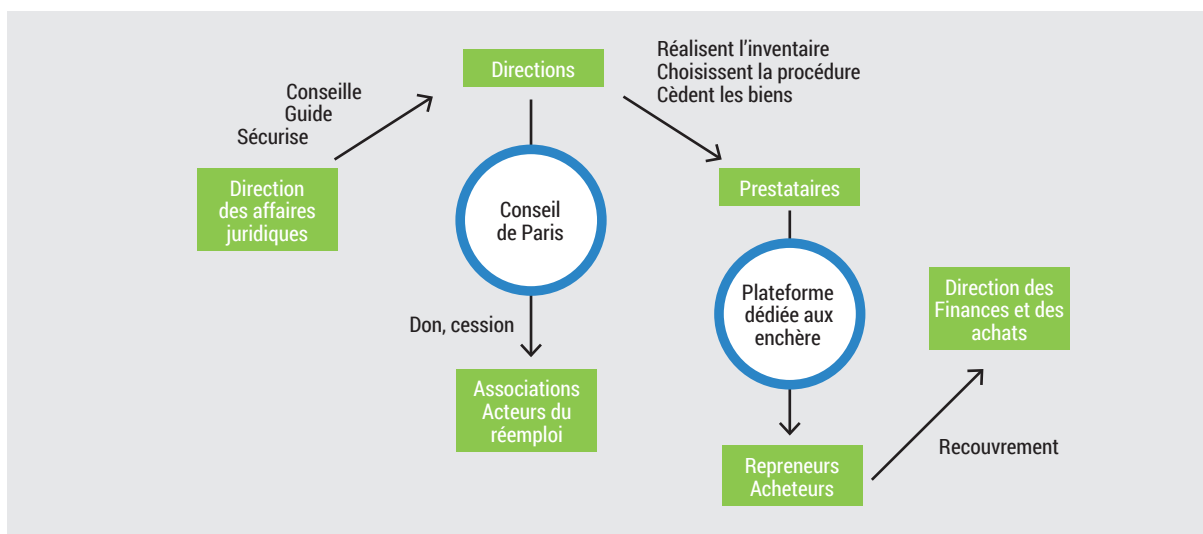 Directions
Réalisent l’inventaire
Choisissent la procédure
Cèdent les biens
Conseille
Guide
Sécurise
Direction
des affaires
juridiques
Conseil
de Paris
Prestataires
Don, cession
Associations
Acteurs du
réemploi
Plateforme
dédiée aux
enchère
Direction des
Finances et des
achats
Repreneurs
Acheteurs
Recouvrement